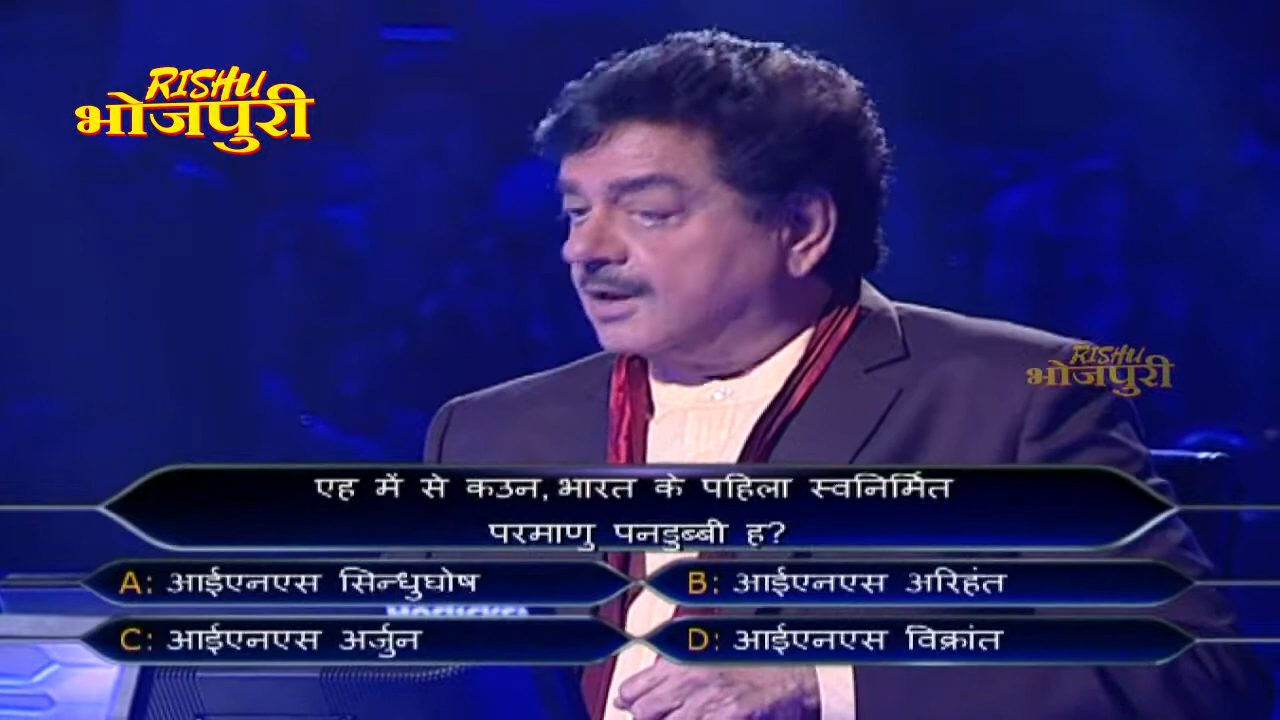 RISHU
भोजपुरी
RISHU
भोजपुरी
एह में से कउन, भारत के पहिला स्वनिर्मित
परमाणु पनडुब्बी ह?
A: आईएनएस सिन्धुघोष
B: आईएनएस अरिहंत
C: आईएनएस अर्जुन
D: आईएनएस विक्रांत